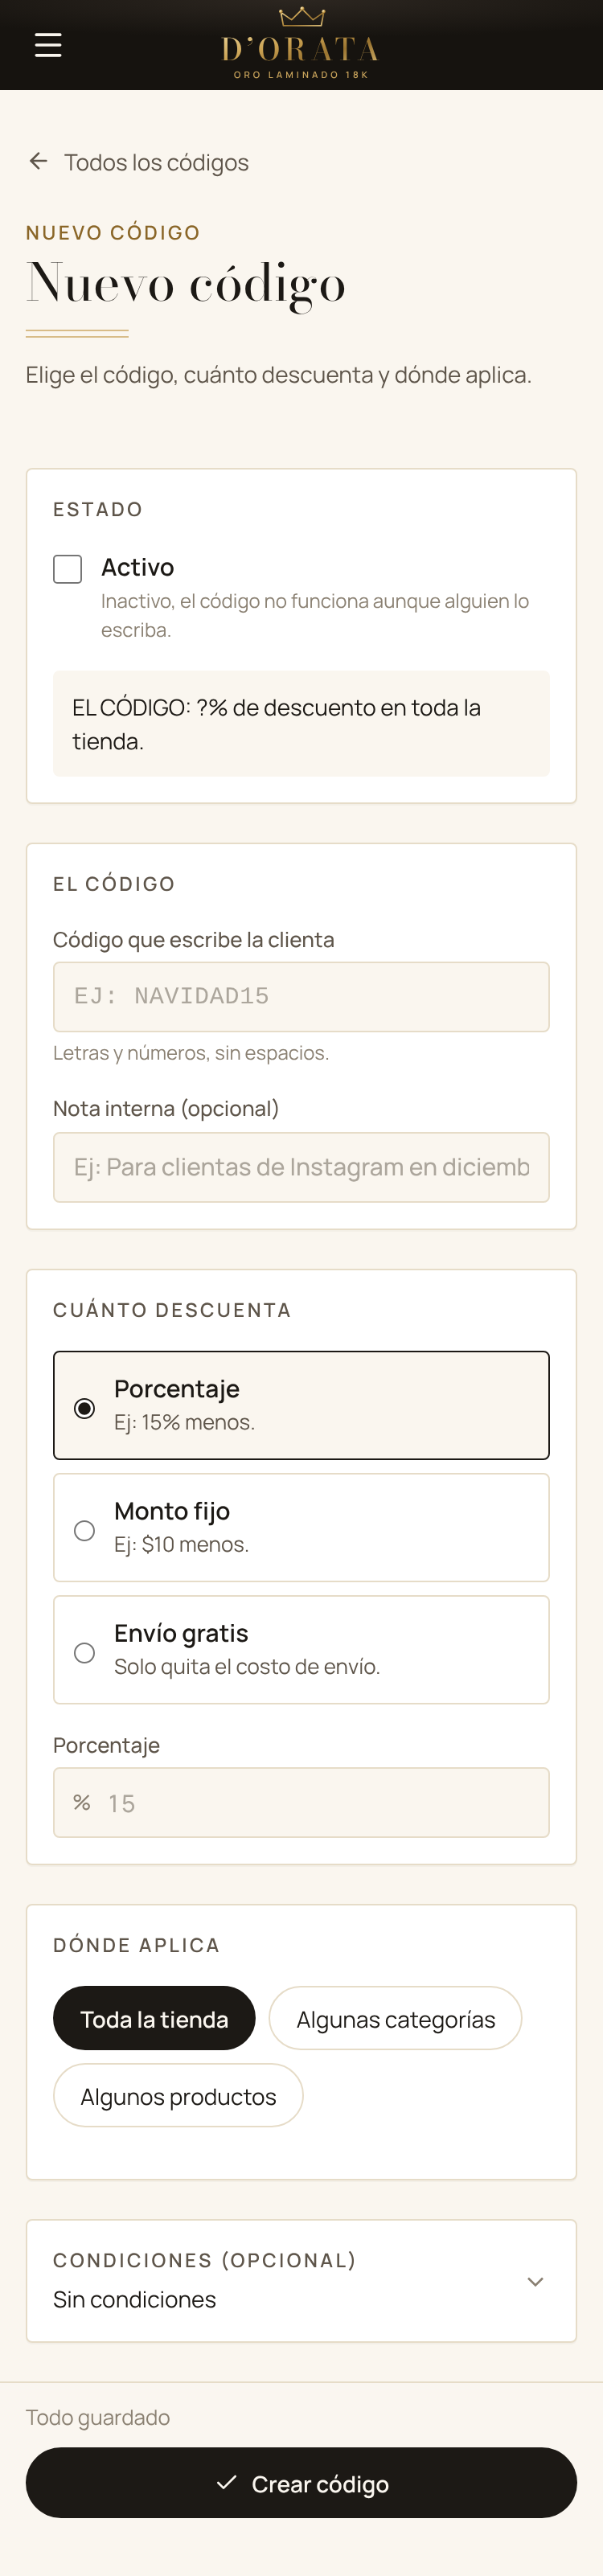 D'ORATA
ORO LAMINADO 18K
Todos los códigos
NUEVO CÓDIGO
Nuevo código
Elige el código, cuánto descuenta y dónde aplica.
ESTADO
Activo
Inactivo, el código no funciona aunque alguien lo
escriba.
EL CÓDIGO: ?% de descuento en toda la
tienda.
EL CÓDIGO
Código que escribe la clienta
EJ: NAVIDAD15
Letras y números, sin espacios.
Nota interna (opcional)
Ej: Para clientas de Instagram en diciemb
CUÁNTO DESCUENTA
Porcentaje
Ej: 15% menos.
Monto fijo
Ej: $10 menos.
Envío gratis
Solo quita el costo de envío.
Porcentaje
% 15
DÓNDE APLICA
Toda la tienda
Algunas categorías
Algunos productos
CONDICIONES (OPCIONAL)
Sin condiciones
Todo guardado
Crear código